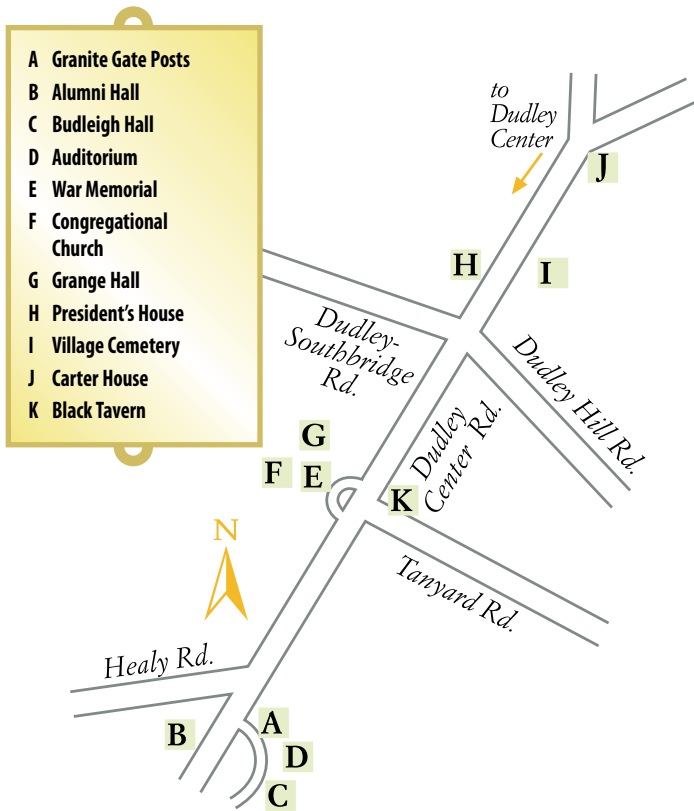 A Granite Gate Posts
B Alumni Hall
C Budleigh Hall
D Auditorium
E War Memorial
F Congregational
Church
G Grange Hall
H President's House
I Village Cemetery
J Carter House
K Black Tavern
to
Dudley
Center
J
H
I
Dudley-
Southbridge
Rd.
Dudley Hill Rd.
Dudley
Center Rd.
G
F
E
K
N
Tanyard Rd.
Healy Rd.
A
B
D
C